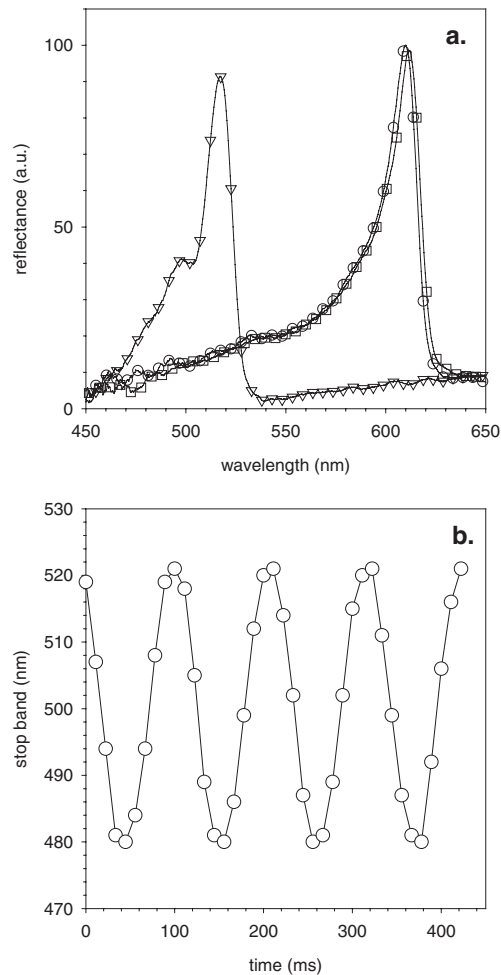 a.
100
50
0
reflectance (a.u.)
450 500 550 600 650
wavelength (nm)
b.
530
520
510
500
490
480
470
stop band (nm)
0 100 200 300 400
time (ms)